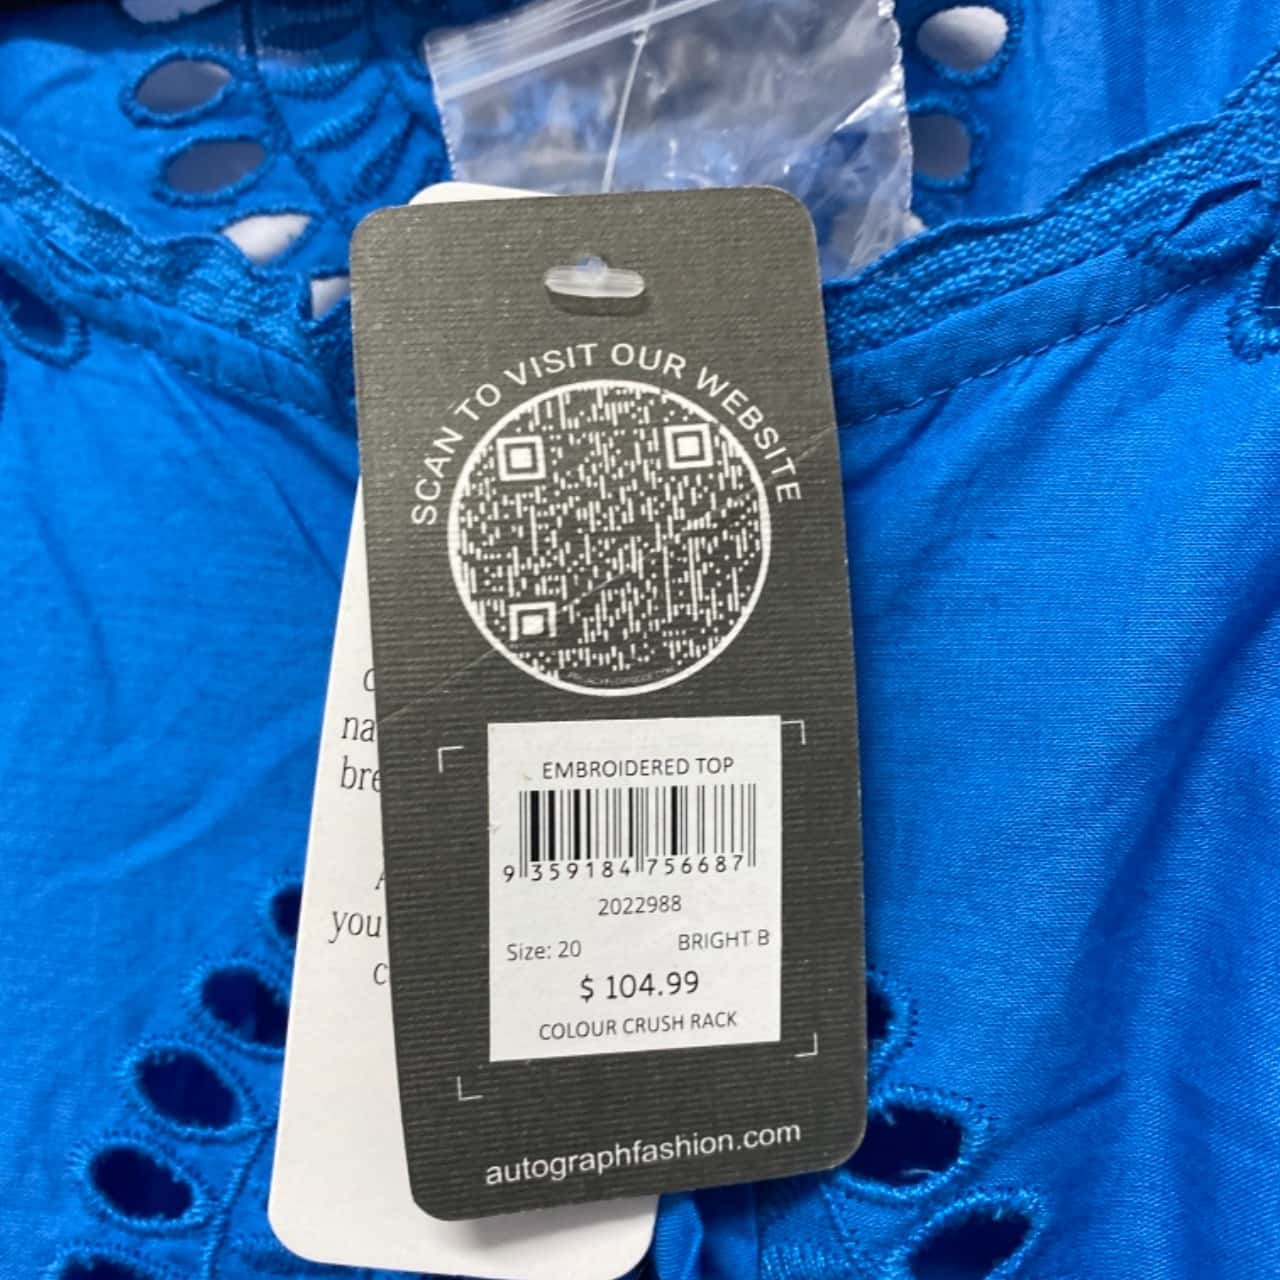 SCAN TO VISIT OUR WEBSITE
na
bre
you
c
EMBROIDERED TOP
9 359184 756687
2022988
Size: 20 BRIGHT B
$ 104.99
COLOUR CRUSH RACK
autographfashion.com